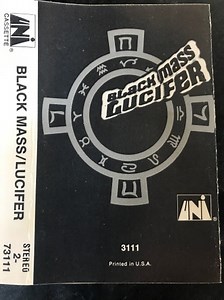 UNI
CASSETTE
BLACK MASS/LUCIFER
STEREO
2-
73111
BLACK MASS
LUCIFER
3111
Printed in U.S.A.
UNI